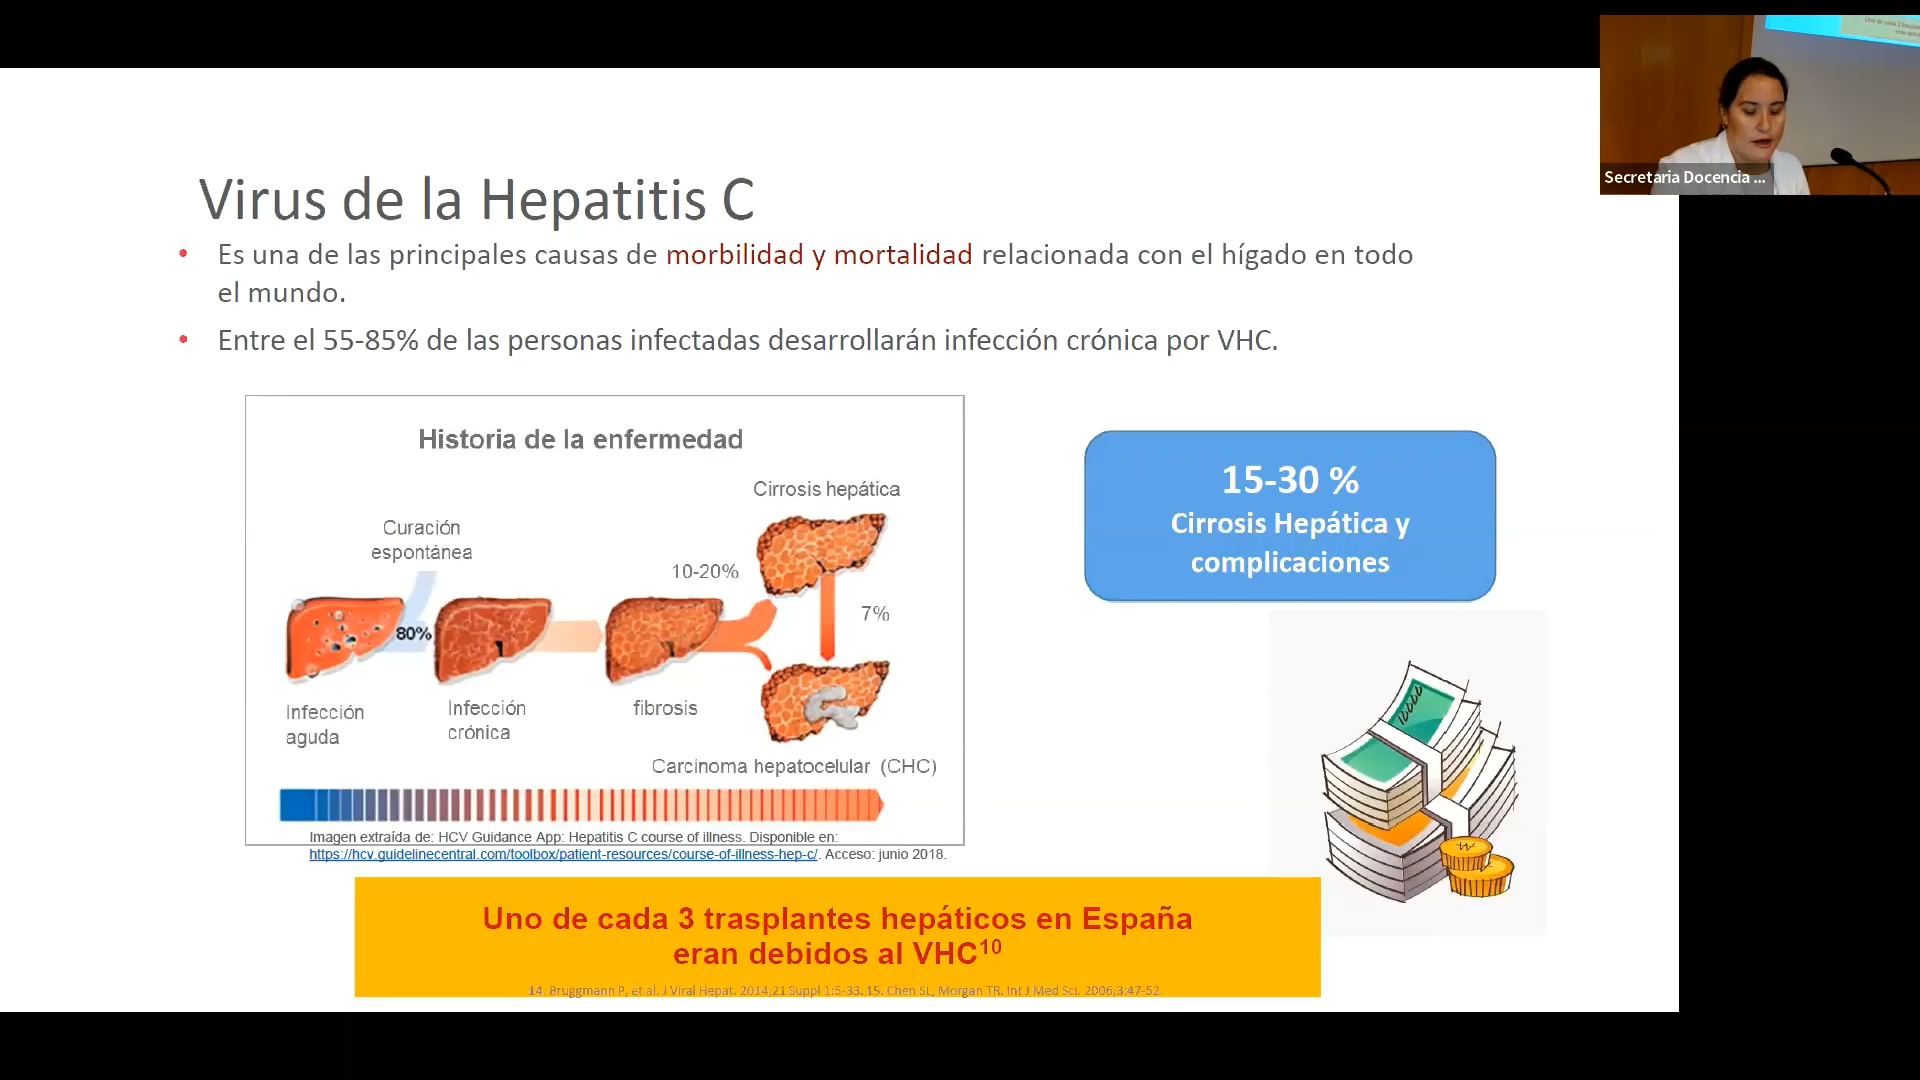 Virus de la Hepatitis C
• Es una de las principales causas de morbilidad y mortalidad relacionada con el hígado en todo
el mundo.
• Entre el 55-85% de las personas infectadas desarrollarán infección crónica por VHC.
Historia de la enfermedad
Cirrosis hepática
Curación
espontánea
10-20%
7%
80%
Infección
aguda
Infección
crónica
fibrosis
Carcinoma hepatocelular (CHC)
Imagen extraída de: HCV Guidance App: Hepatitis C course of illness. Disponible en:
https://hcv.guidelinecentral.com/toolbox/patient-resources/course-of-illness-hep-c/. Acceso: junio 2018.
15-30 %
Cirrosis Hepática y
complicaciones
10000
Uno de cada 3 trasplantes hepáticos en España
eran debidos al VHC10
14. Bruggmann P, et al. J Viral Hepat. 2014;21 Suppl 1:5-33. 15. Chen SL, Morgan TR. Int J Med Sci. 2006;3:47-52.
Secretaria Docencia ...